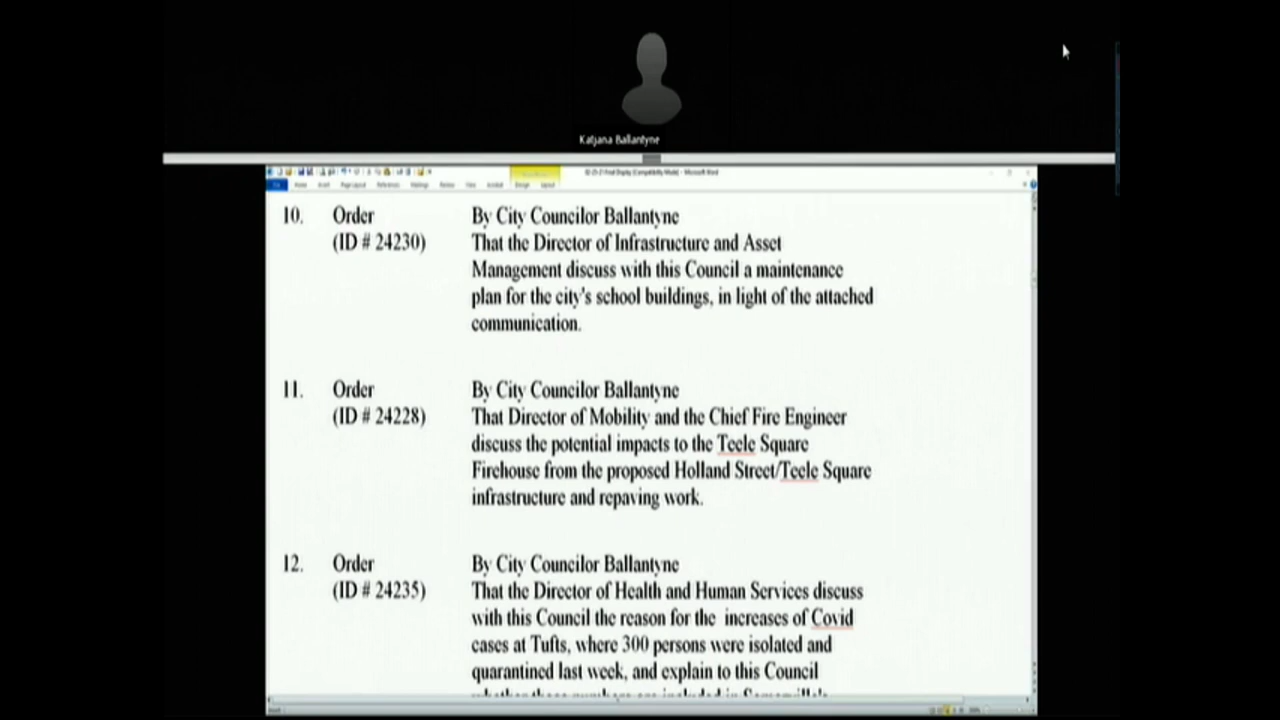 Katjana Ballantyne
10. Order By City Councilor Ballantyne
(ID # 24230) That the Director of Infrastructure and Asset
Management discuss with this Council a maintenance
plan for the city's school buildings, in light of the attached
communication.
11. Order By City Councilor Ballantyne
(ID # 24228) That Director of Mobility and the Chief Fire Engineer
discuss the potential impacts to the Teele Square
Firehouse from the proposed Holland Street/Teele Square
infrastructure and repaving work.
12. Order By City Councilor Ballantyne
(ID # 24235) That the Director of Health and Human Services discuss
with this Council the reason for the increases of Covid
cases at Tufts, where 300 persons were isolated and
quarantined last week, and explain to this Council